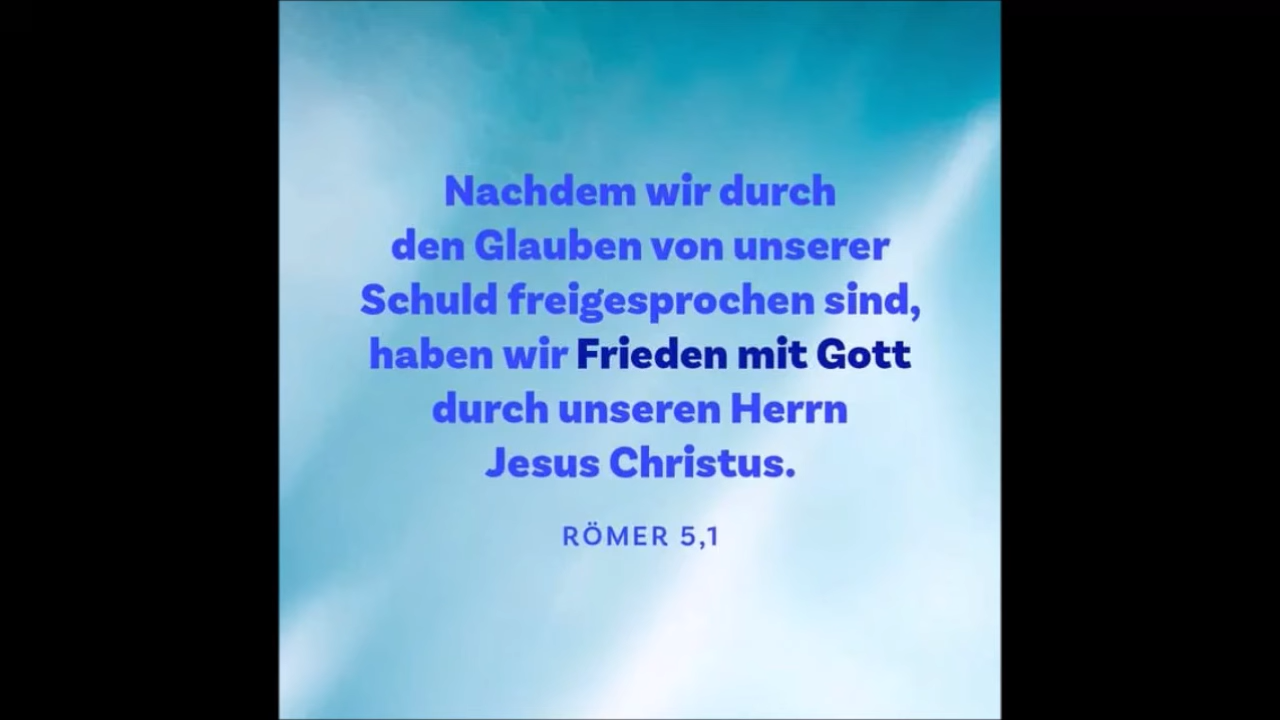 Nachdem wir durch
den Glauben von unserer
Schuld freigesprochen sind,
haben wir Frieden mit Gott
durch unseren Herrn
Jesus Christus.
RÖMER 5,1